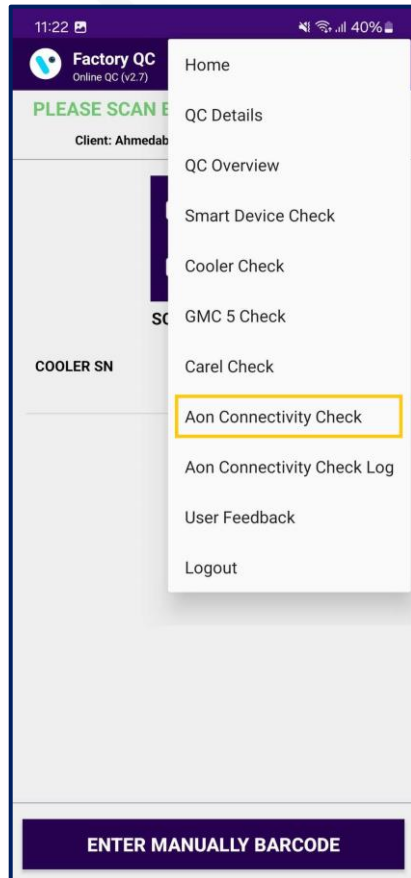 11:22 40%
Factory QC
Online QC (v2.7)
PLEASE SCAN
Client:
COOLER SN
Home
QC Details
QC Overview
Smart Device Check
Cooler Check
GMC 5 Check
Carel Check
Aon Connectivity Check
Aon Connectivity Check Log
User Feedback
Logout
ENTER MANUALLY BARCODE